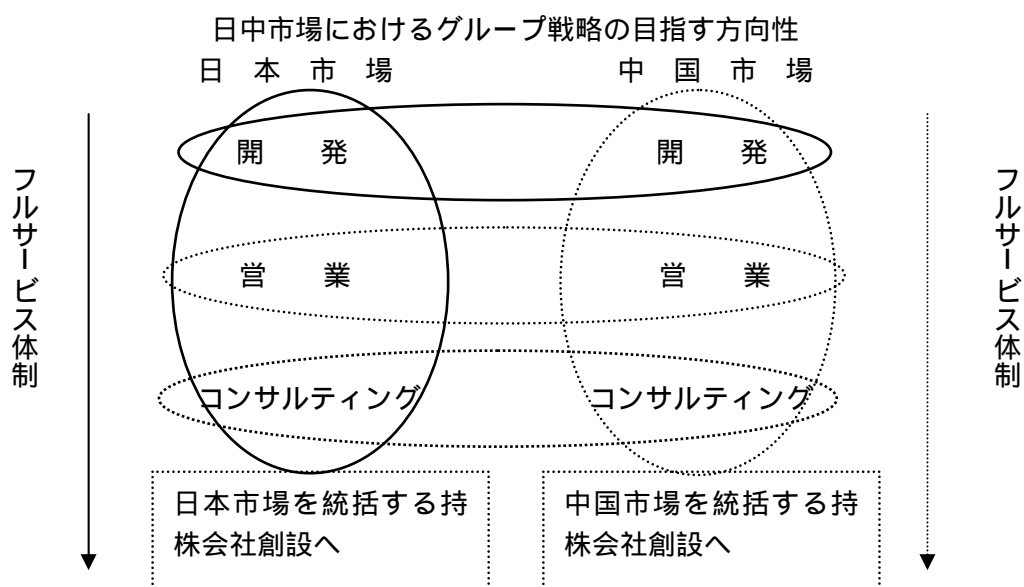 日中市場におけるグループ戦略の目指す方向性
日 本 市 場
中 国 市 場
開 発
開 発
フルサービス体制
フルサービス体制
営 業
営 業
コンサルティング
コンサルティング
日本市場を統括する持
株会社創設へ
中国市場を統括する持
株会社創設へ